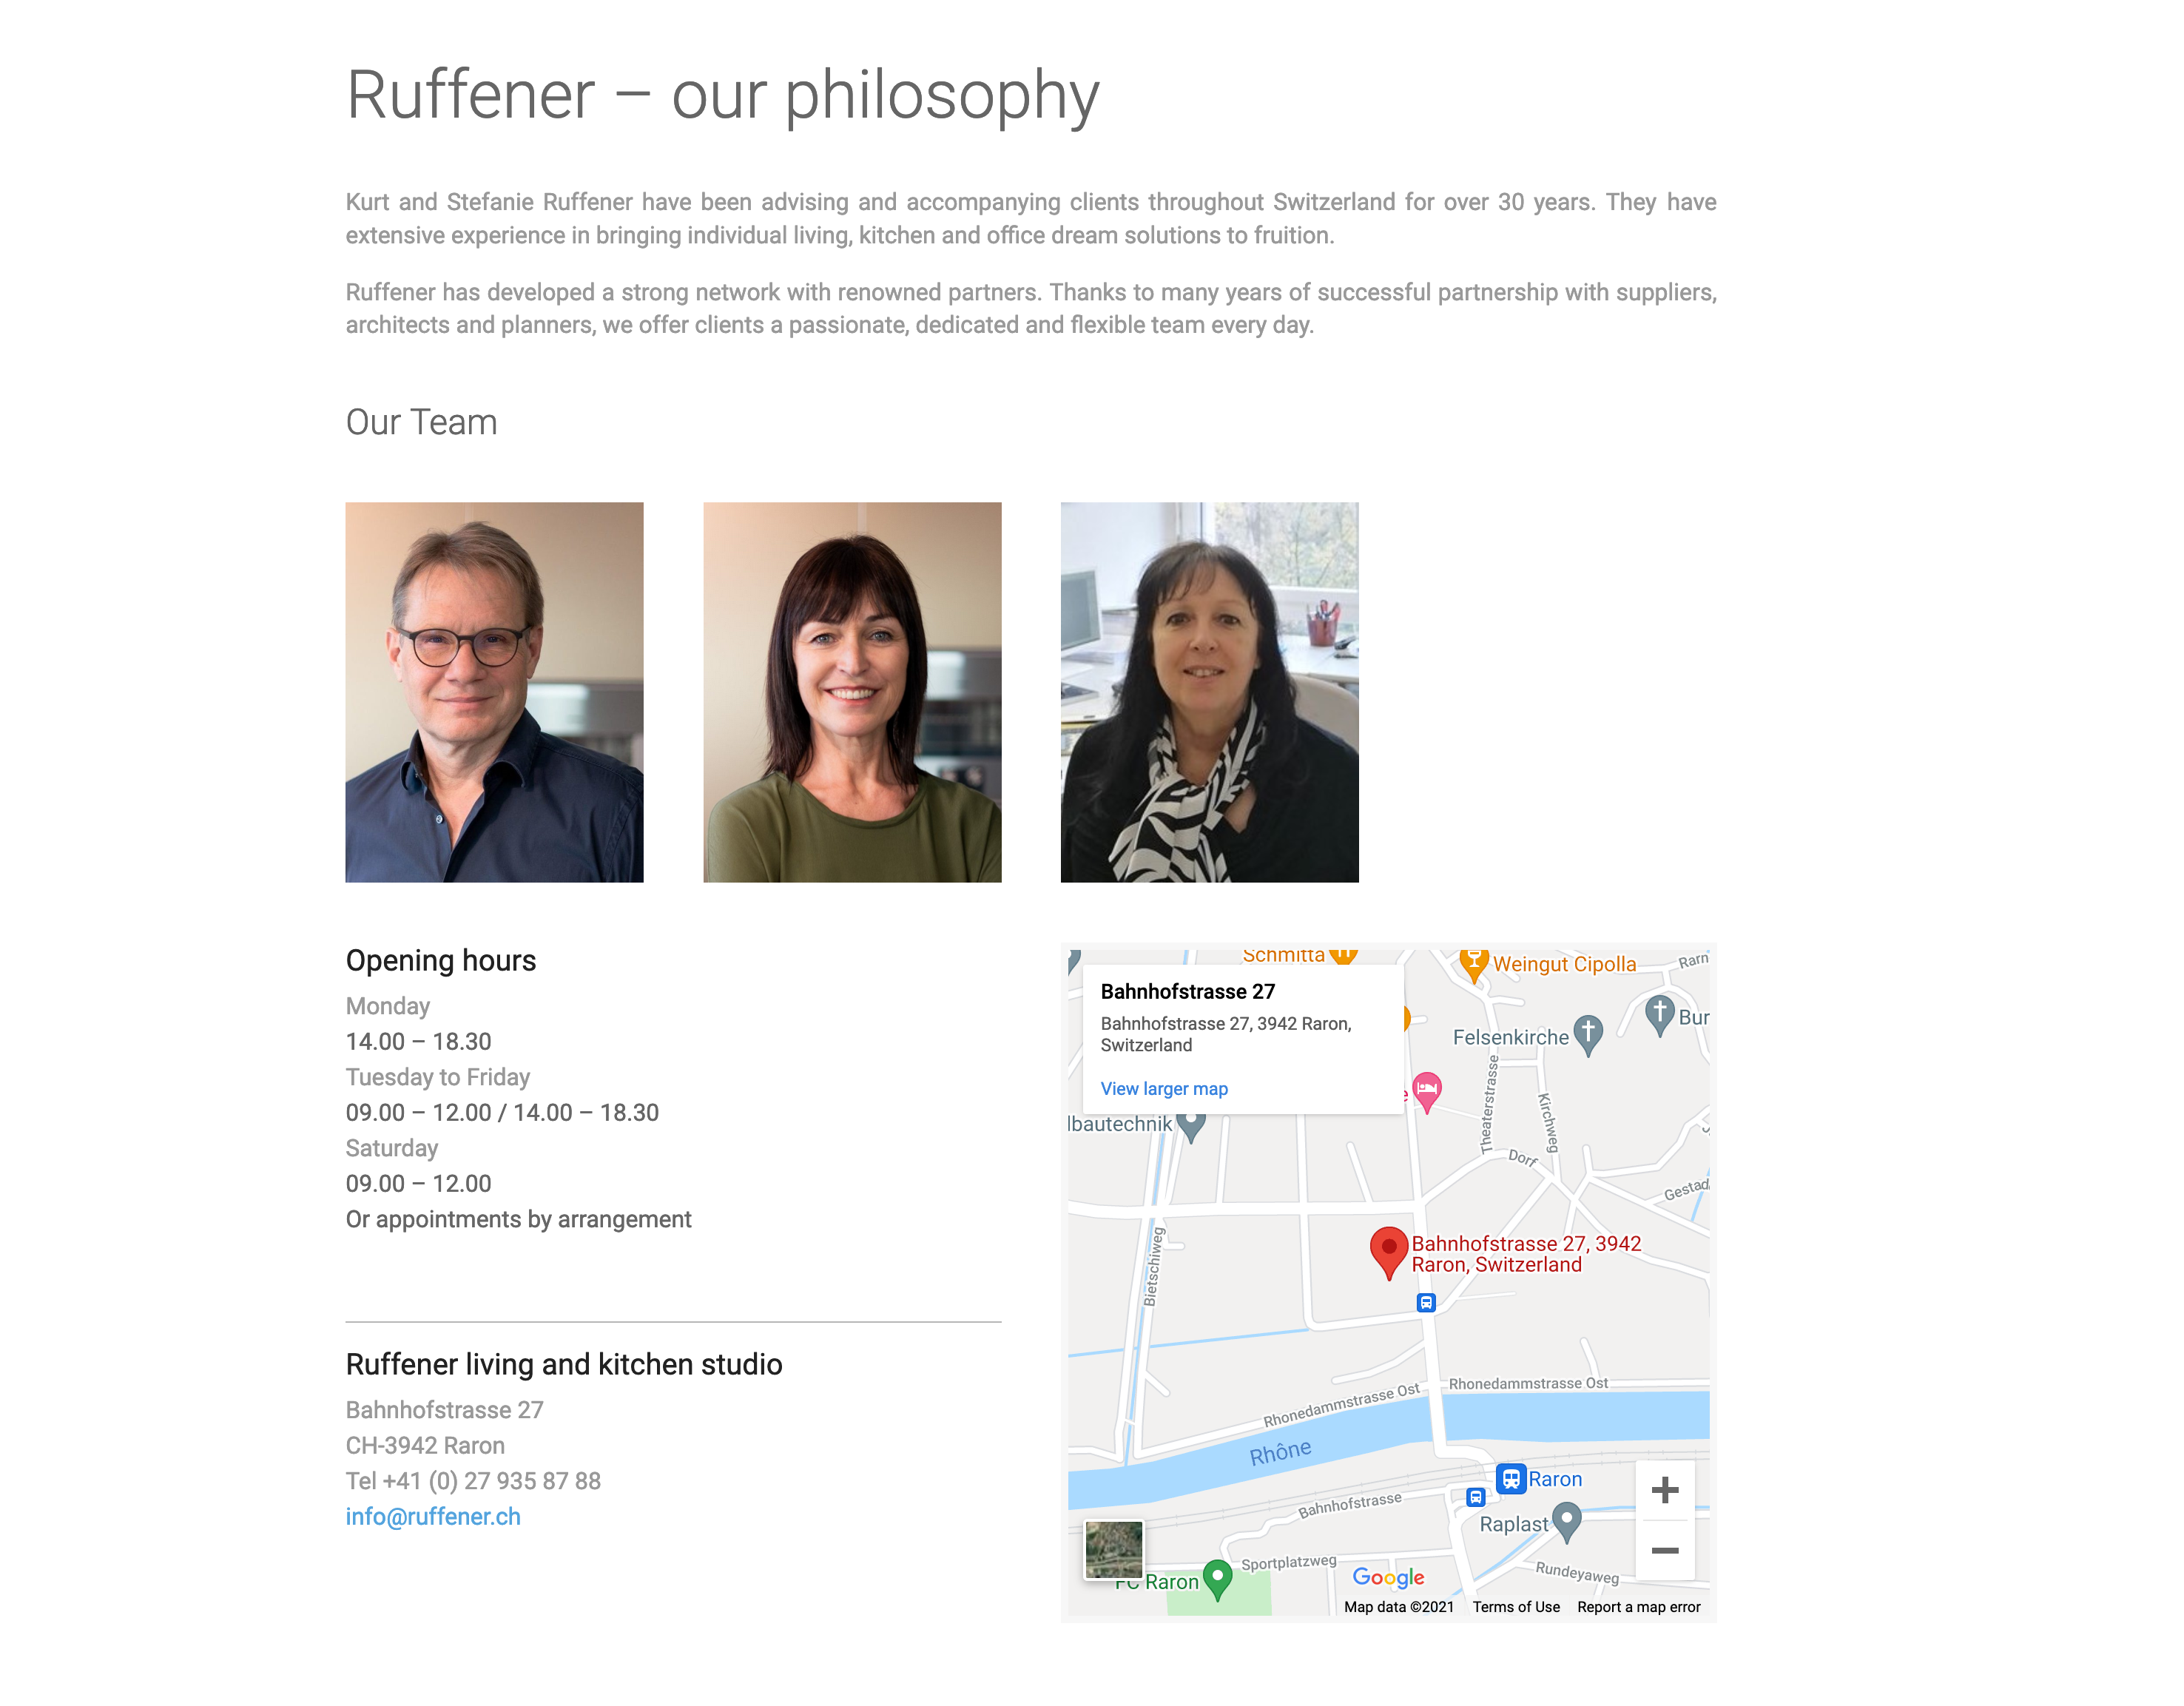 Ruffener – our philosophy
Kurt and Stefanie Ruffener have been advising and accompanying clients throughout Switzerland for over 30 years. They have
extensive experience in bringing individual living, kitchen and office dream solutions to fruition.
Ruffener has developed a strong network with renowned partners. Thanks to many years of successful partnership with suppliers,
architects and planners, we offer clients a passionate, dedicated and flexible team every day.
Our Team
Opening hours
Monday
14.00 – 18.30
Tuesday to Friday
09.00 – 12.00 / 14.00 – 18.30
Saturday
09.00 – 12.00
Or appointments by arrangement
Ruffener living and kitchen studio
Bahnhofstrasse 27
CH-3942 Raron
Tel +41 (0) 27 935 87 88
info@ruffener.ch
Schmitta
Weingut Cipolla
Rarn
Bahnhofstrasse 27
Bahnhofstrasse 27, 3942 Raron,
Switzerland
View larger map
Felsenkirche
Bur
lbautechnik
Theaterstrasse
Kirchweg
Dorf
Gestad
Bietschiweg
Bahnhofstrasse 27, 3942
Raron, Switzerland
Rhonedammstrasse Ost
Rhonedammstrasse Ost
Rhône
Raron
Bahnhofstrasse
Raplast
Sportplatzweg
Rundeyaweg
FC Raron
Google
Map data ©2021
Terms of Use
Report a map error